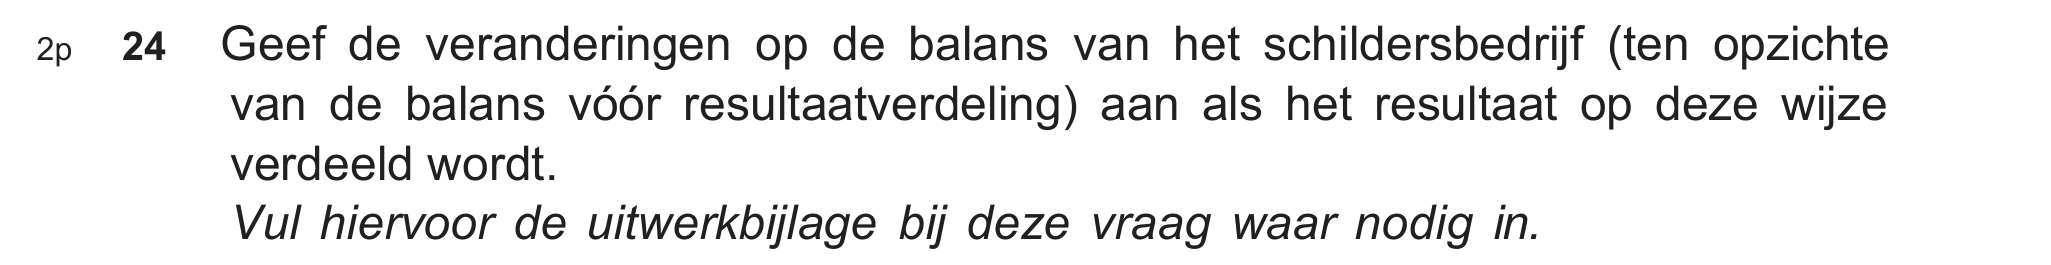 2p 24 Geef de veranderingen op de balans van het schildersbedrijf (ten opzichte
van de balans vóór resultaatverdeling) aan als het resultaat op deze wijze
verdeeld wordt.
Vul hiervoor de uitwerkbijlage bij deze vraag waar nodig in.